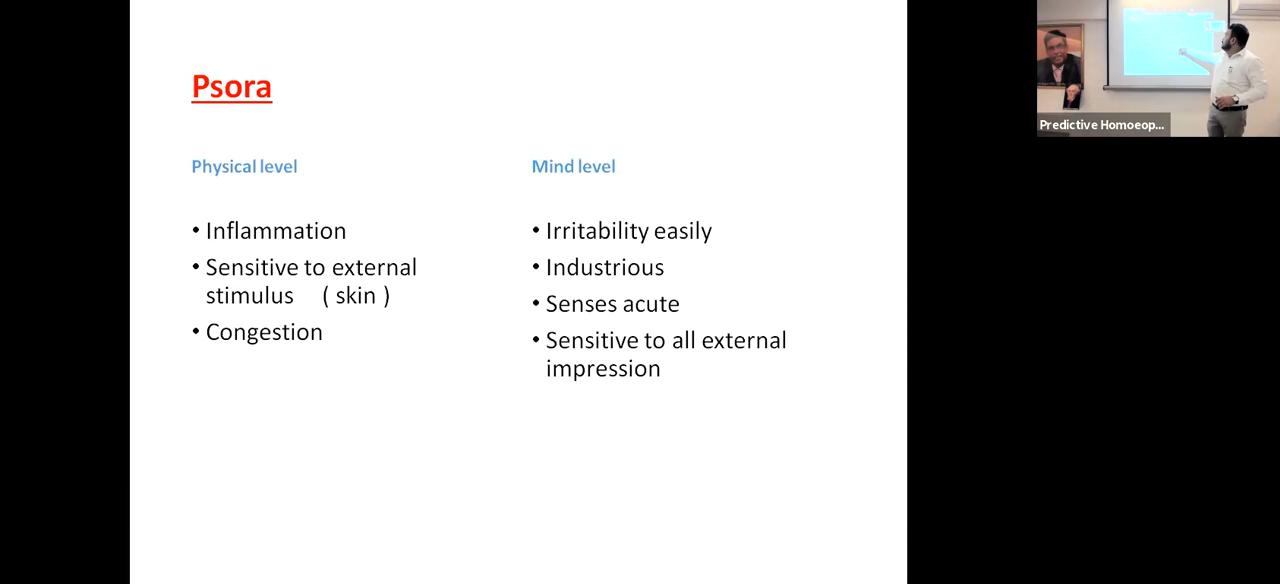 Psora
Physical level
• Inflammation
• Sensitive to external
stimulus ( skin )
• Congestion
Mind level
• Irritability easily
• Industrious
• Senses acute
• Sensitive to all external
impression
Predictive Homoeop...